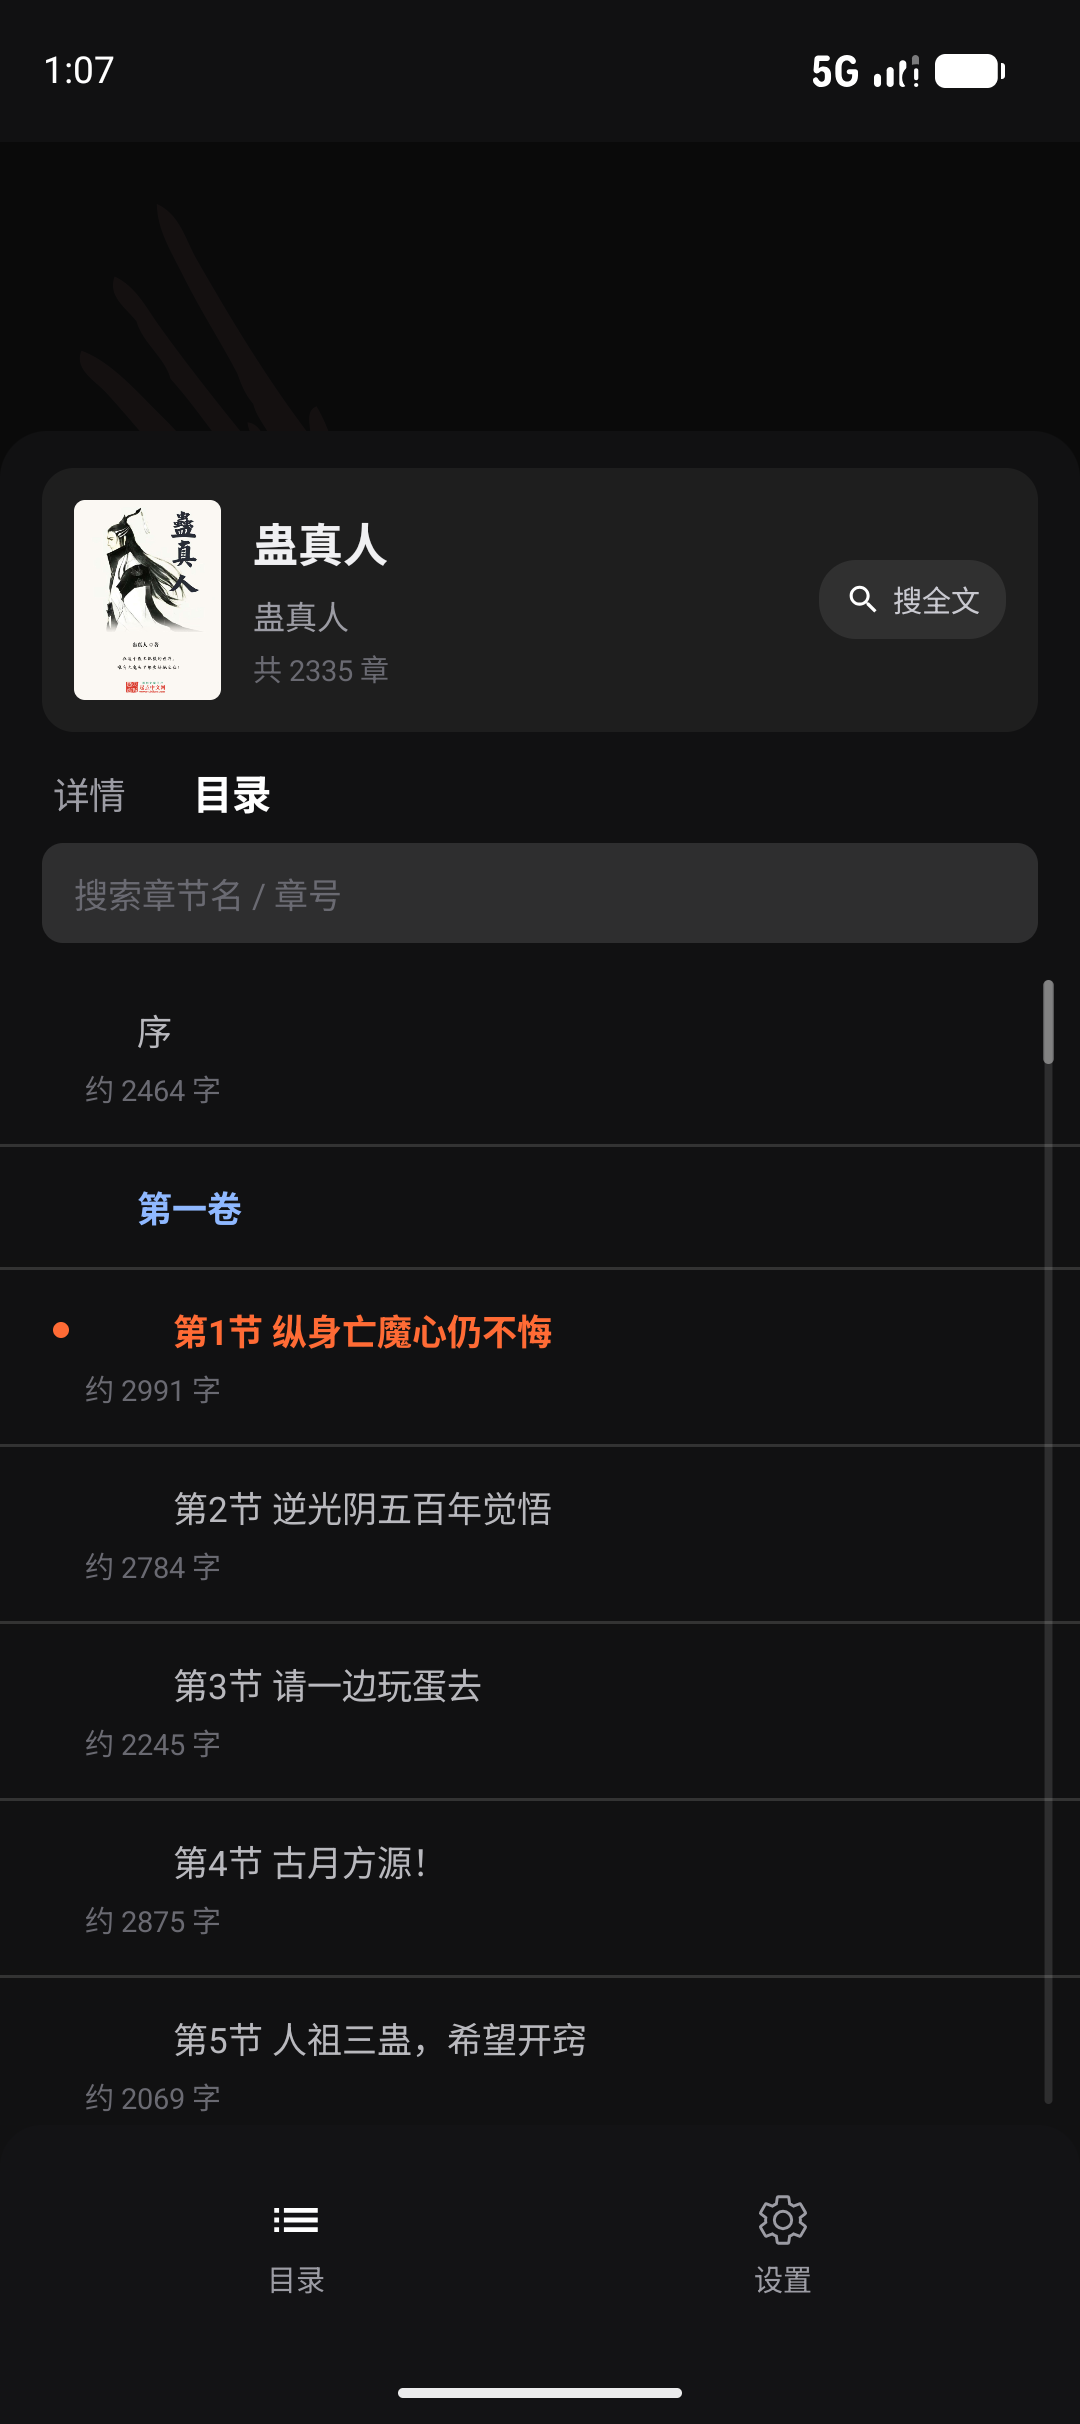 1:07
5G
蛊真人
蛊真人
蛊真人
共 2335 章
搜全文
详情
目录
搜索章节名 / 章号
序
约 2464 字
第一卷
第1节 纵身亡魔心仍不悔
约 2991 字
第2节 逆光阴五百年觉悟
约 2784 字
第3节 请一边玩蛋去
约 2245 字
第4节 古月方源！
约 2875 字
第5节 人祖三蛊，希望开窍
约 2069 字
目录
设置